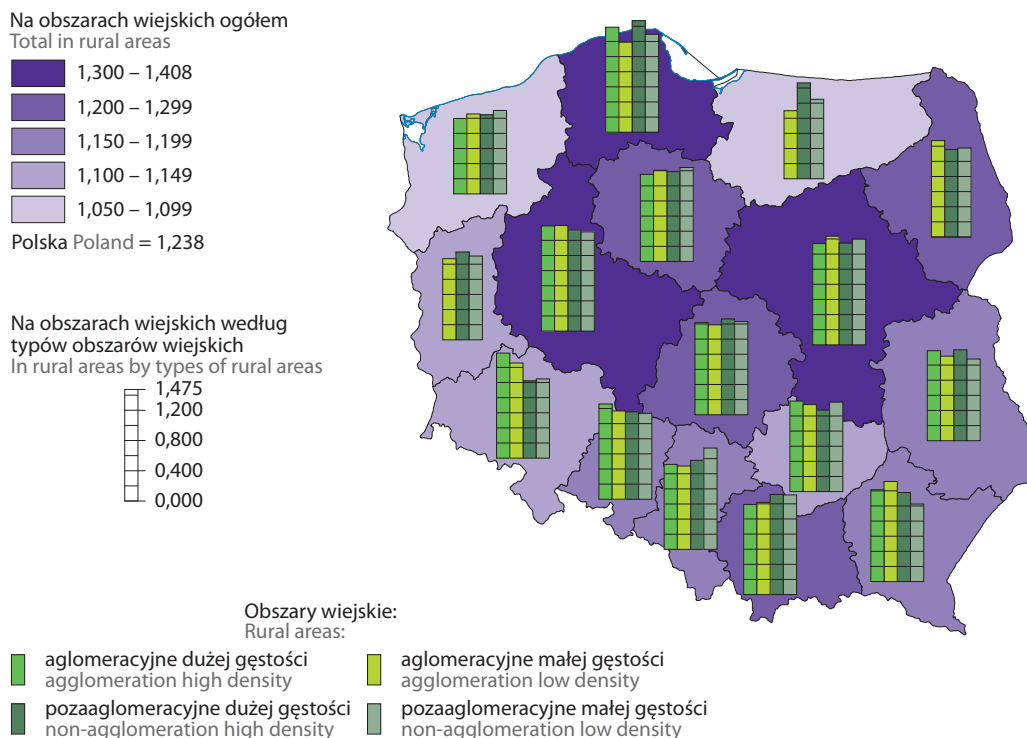 Na obszarach wiejskich ogółem
Total in rural areas
1,300 – 1,408
1,200 – 1,299
1,150 – 1,199
1,100 – 1,149
1,050 – 1,099
Polska Poland = 1,238
Na obszarach wiejskich według
typów obszarów wiejskich
In rural areas by types of rural areas
1,475
1,200
0,800
0,400
0,000
Obszary wiejskie:
Rural areas:
aglomeracyjne dużej gęstości
agglomeration high density
aglomeracyjne małej gęstości
agglomeration low density
pozaaglomeracyjne dużej gęstości
non-agglomeration high density
pozaaglomeracyjne małej gęstości
non-agglomeration low density